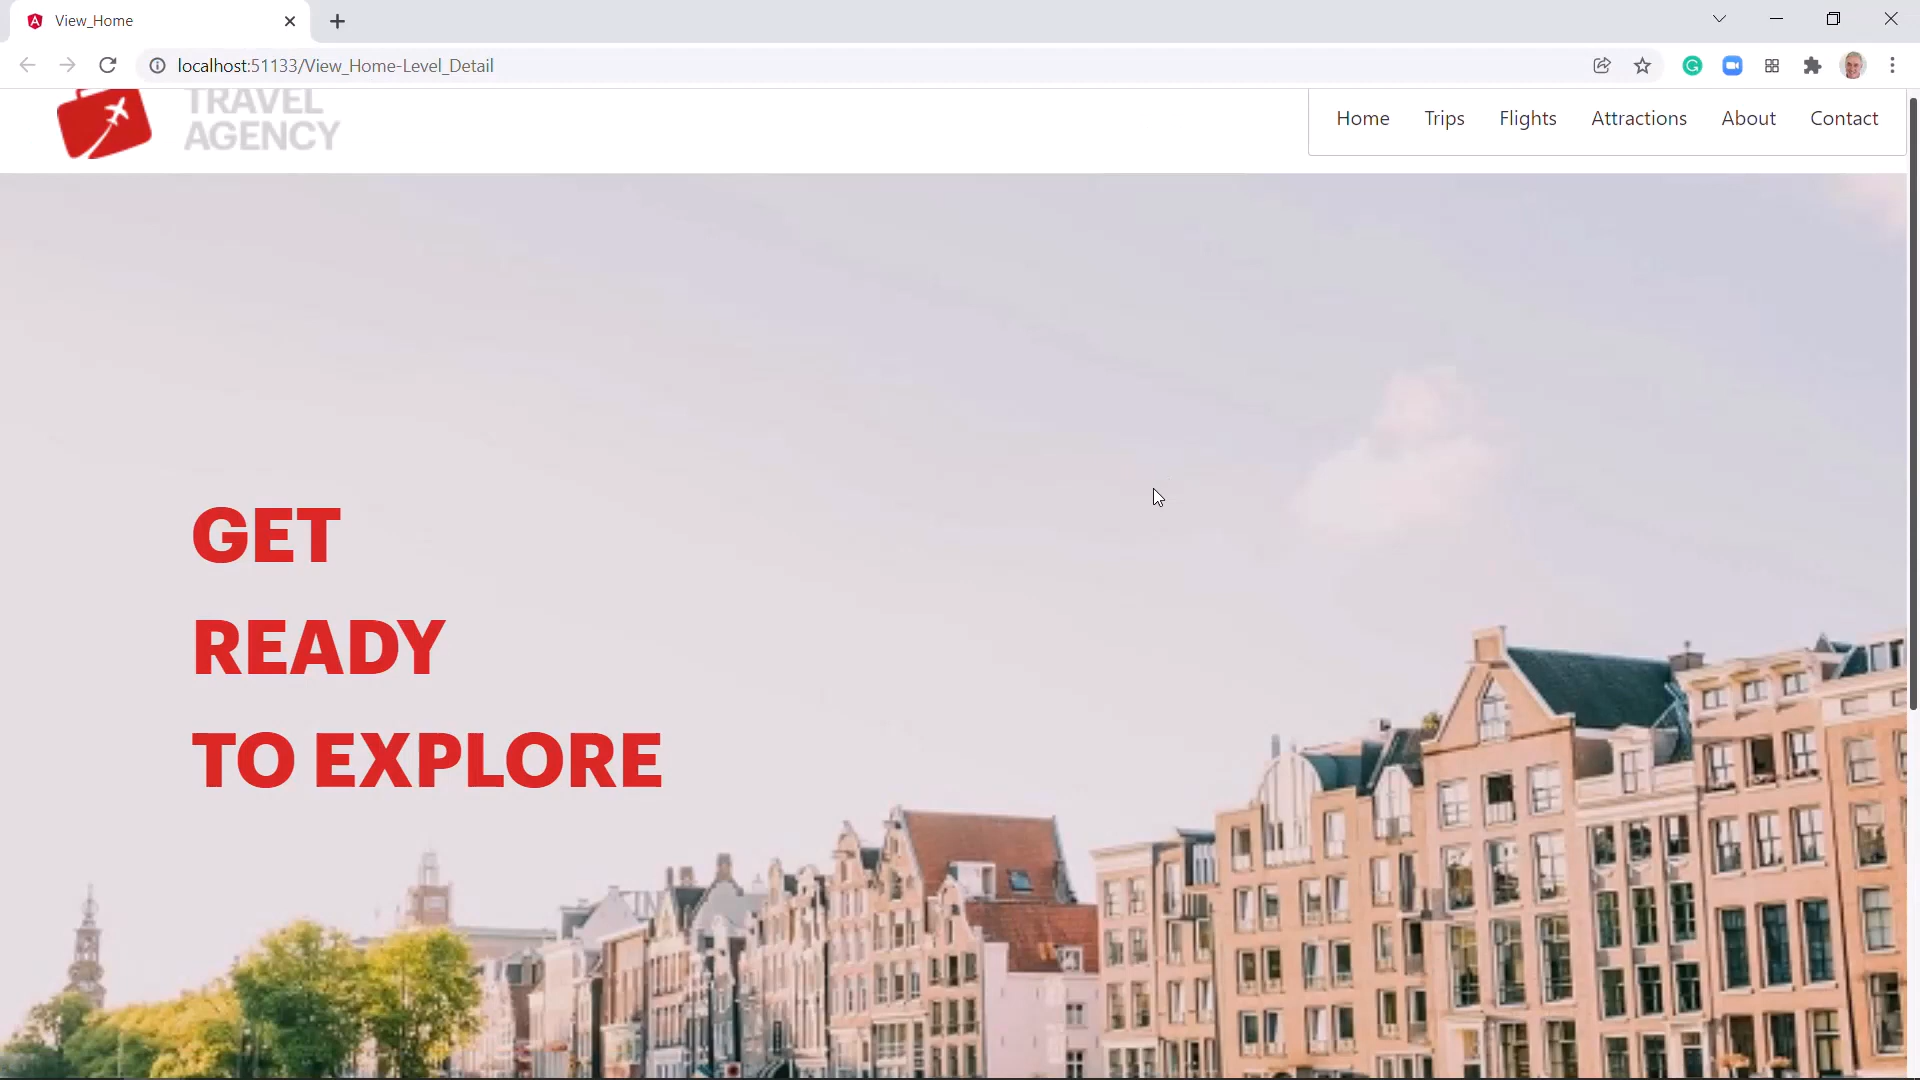 View_Home
localhost:51133/View_Home-Level_Detail
TRAVEL
AGENCY
Home Trips Flights Attractions About Contact
GET
READY
TO EXPLORE